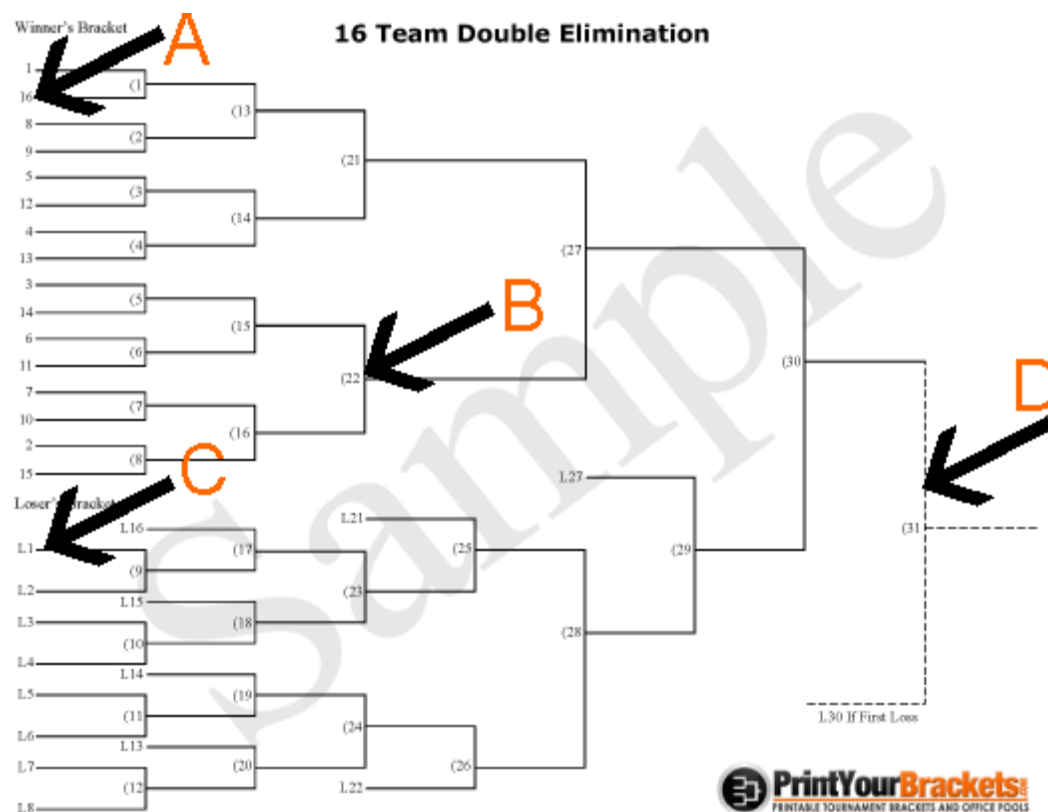 Winner's Bracket
A
16 Team Double Elimination
1
(1
16
(13
8
(2
9
(21
5
(3
12
(14
4
(4
13
(27
3
(5
14
B
(15
6
(6
11
(22
(30
7
(7
10
D
(16
2
(8
15
C
Loser's Bracket
L27
L16
L21
L1
(17
(25
(29
(9
L2
(23
L15
L3
(18
(31
(10
(28
L4
L14
L5
(19
(11
L30 If First Loss
L6
(24
L13
L7
(20
(26
(12
L22
L8
Sample
PrintYourBrackets.com
PRINTABLE TOURNAMENT BRACKETS AND OFFICE POOLS